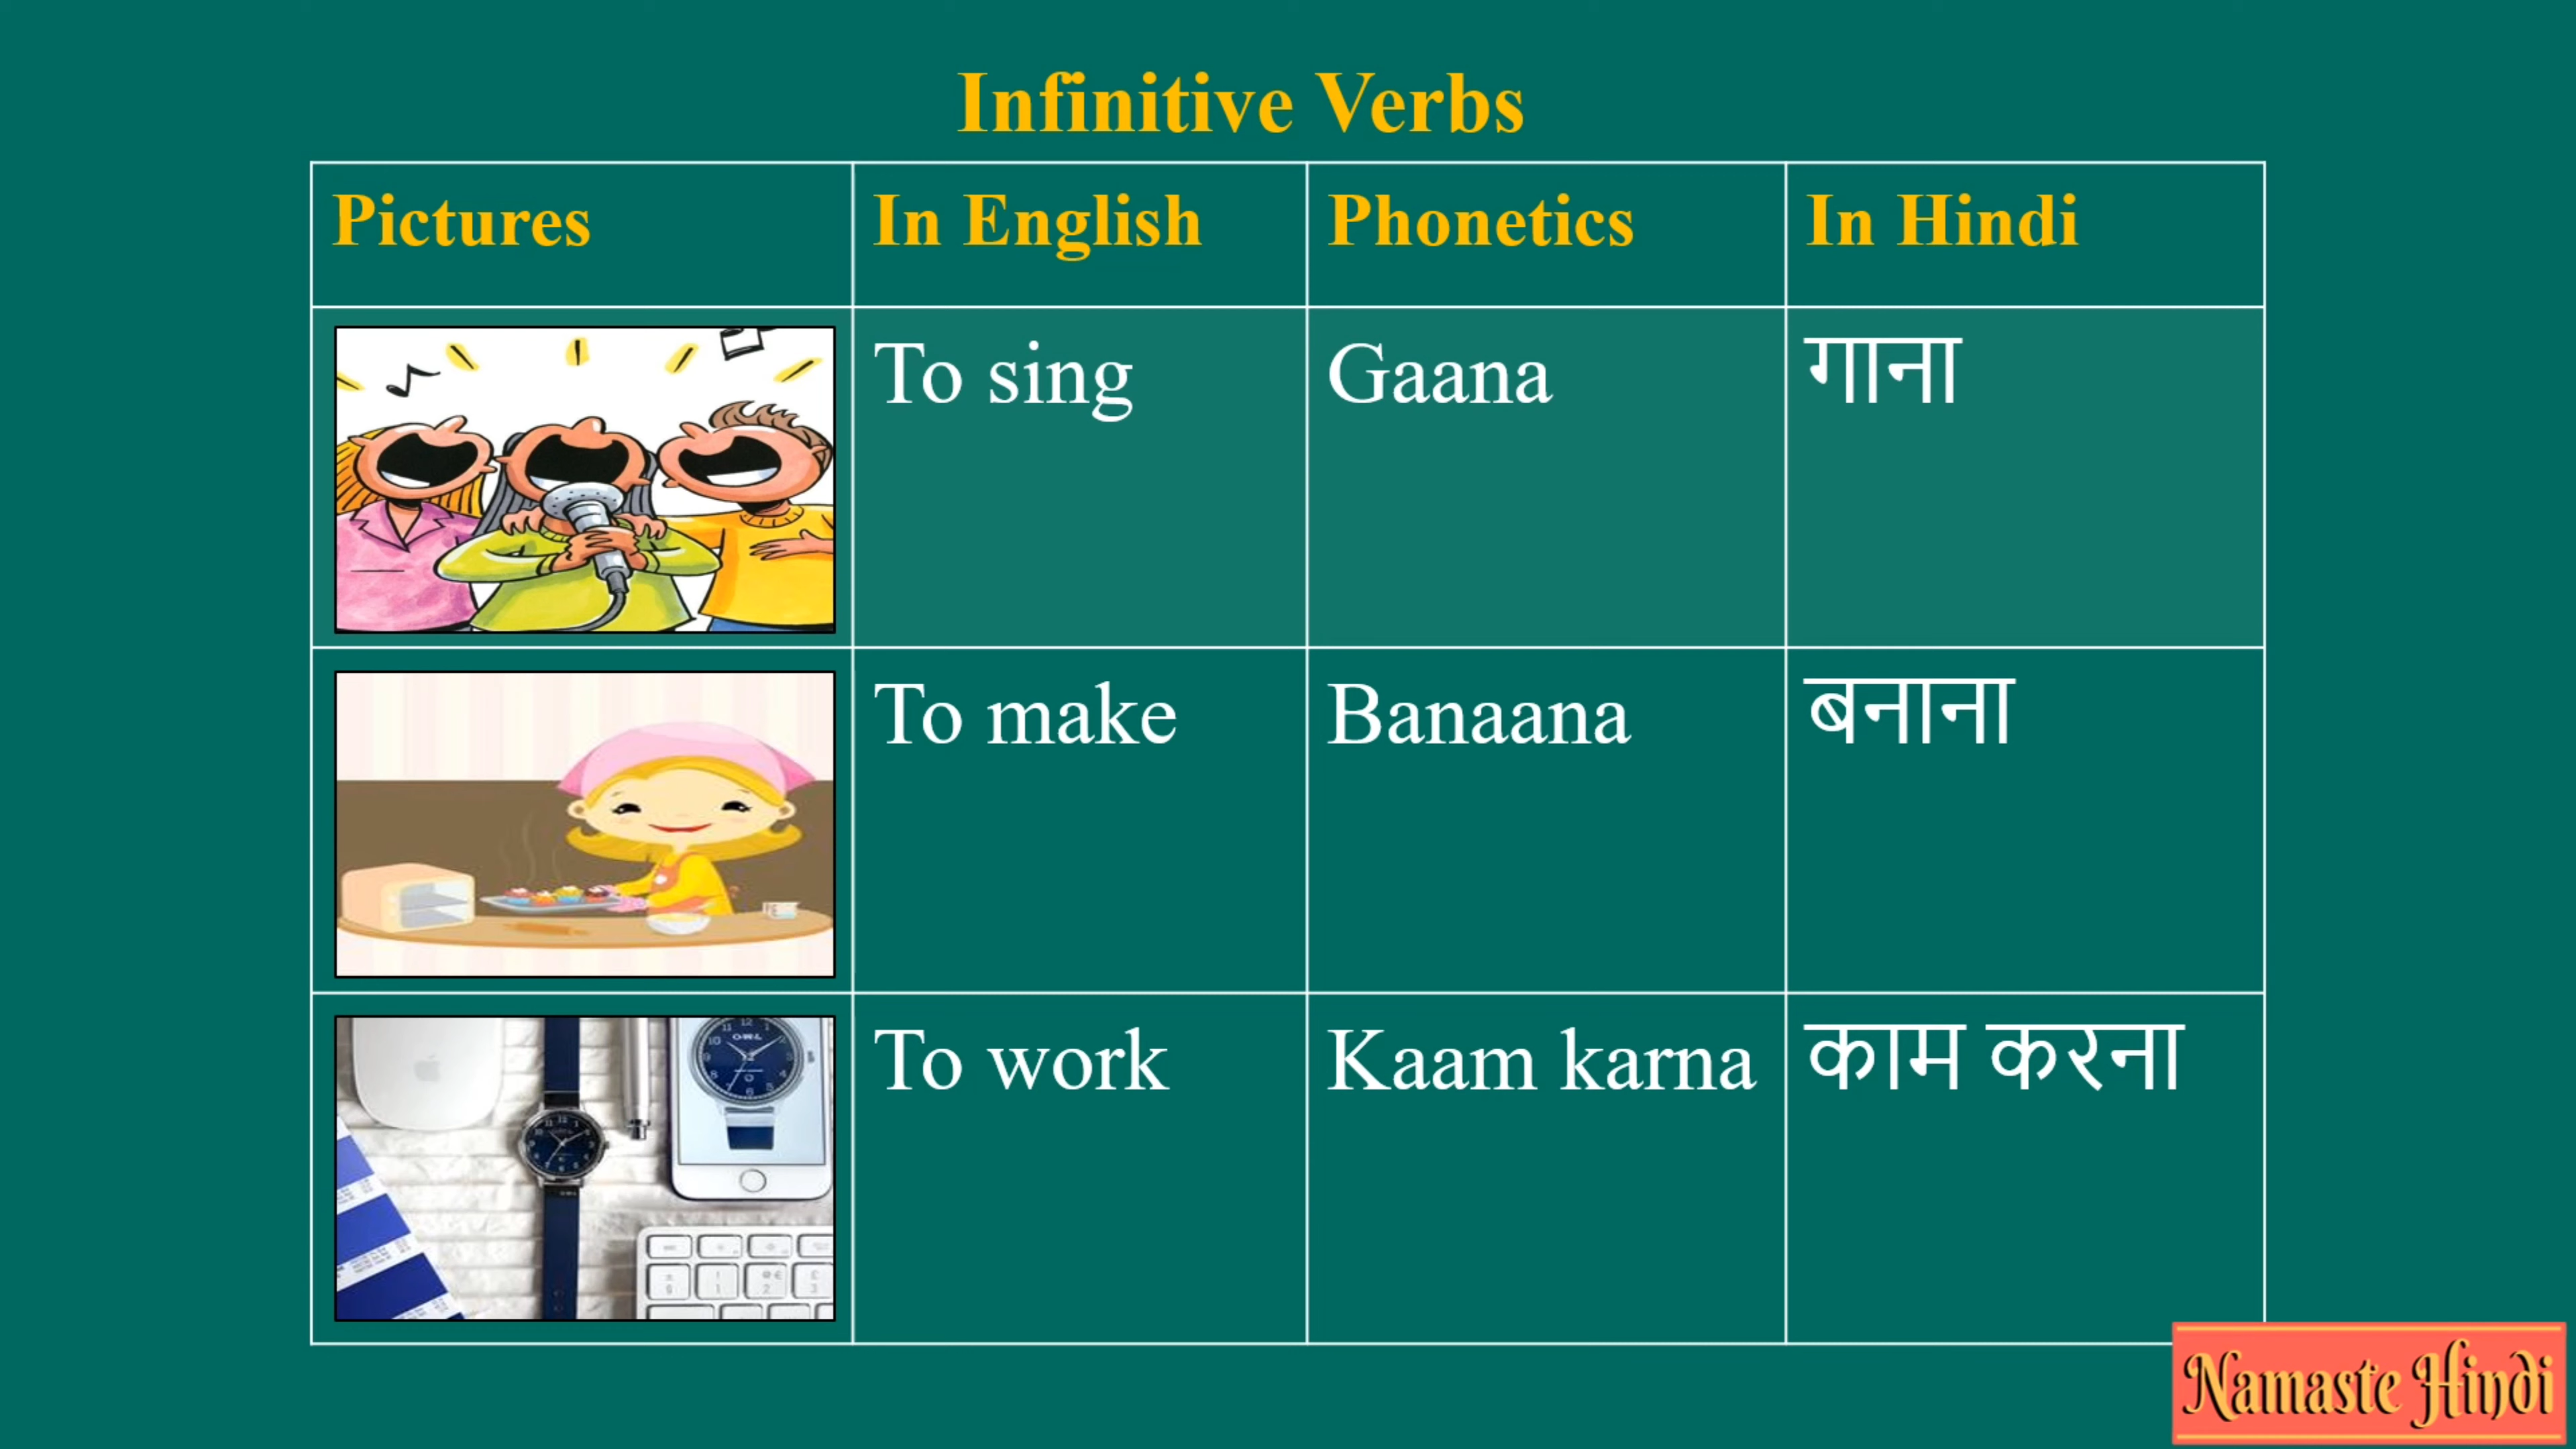 Infinitive Verbs
Pictures In English Phonetics In Hindi
To sing Gaana गाना
To make Banaana बनाना
To work Kaam karna काम करना
Namaste Hindi